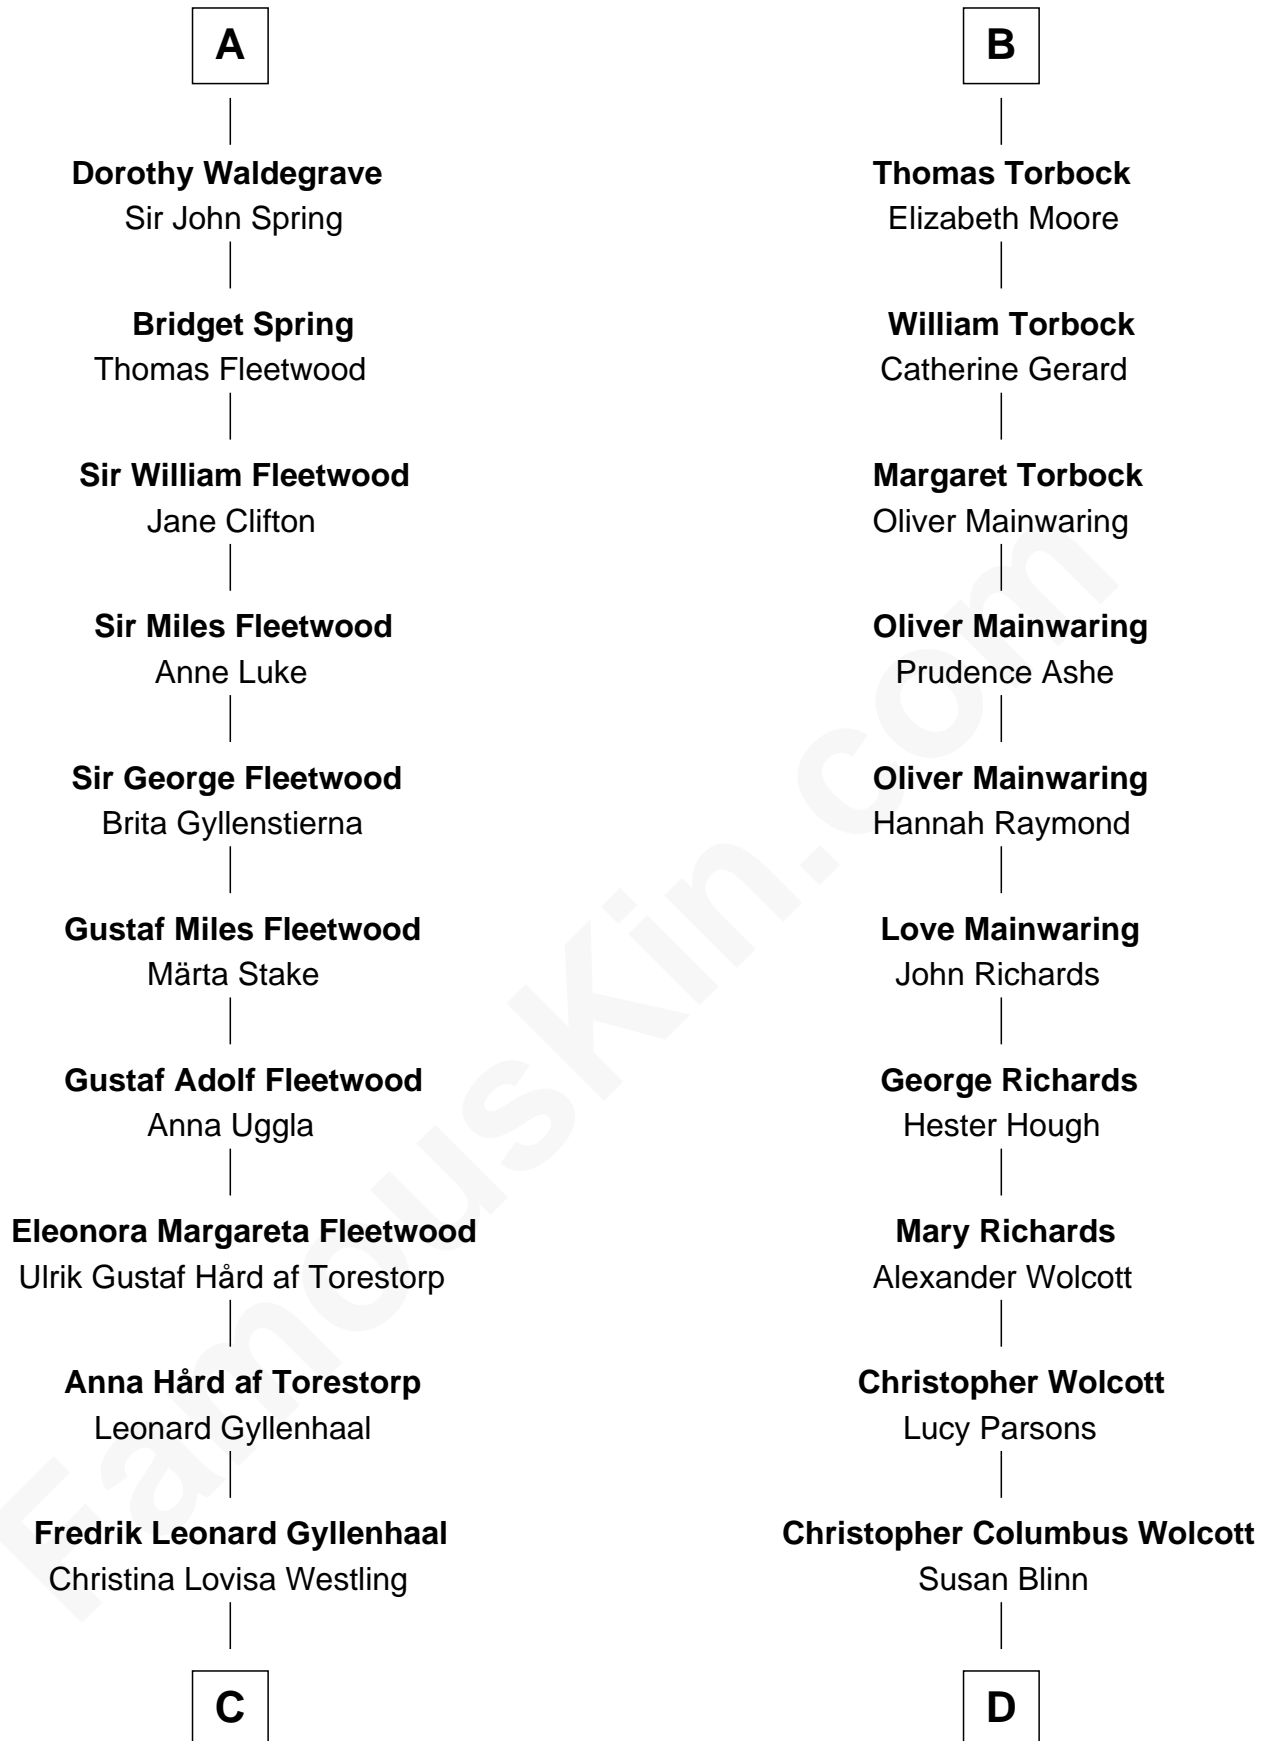 A
Dorothy Waldegrave
Sir John Spring
Bridget Spring
Thomas Fleetwood
Sir William Fleetwood
Jane Clifton
Sir Miles Fleetwood
Anne Luke
Sir George Fleetwood
Brita Gyllenstierna
Gustaf Miles Fleetwood
Märta Stake
Gustaf Adolf Fleetwood
Anna Uggla
Eleonora Margareta Fleetwood
Ulrik Gustaf Hård af Torestorp
Anna Hård af Torestorp
Leonard Gyllenhaal
Fredrik Leonard Gyllenhaal
Christina Lovisa Westling
C
B
Thomas Torbock
Elizabeth Moore
William Torbock
Catherine Gerard
Margaret Torbock
Oliver Mainwaring
Oliver Mainwaring
Prudence Ashe
Oliver Mainwaring
Hannah Raymond
Love Mainwaring
John Richards
George Richards
Hester Hough
Mary Richards
Alexander Wolcott
Christopher Wolcott
Lucy Parsons
Christopher Columbus Wolcott
Susan Blinn
D
FamousKin.com